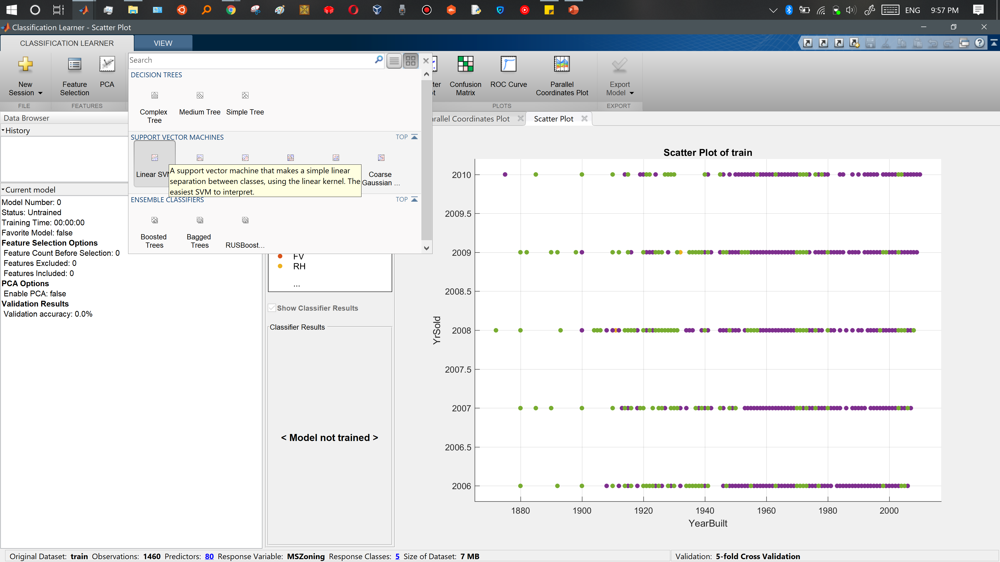 ENG
9:57 PM
Classification Learner - Scatter Plot
CLASSIFICATION LEARNER
VIEW
New
Session
FILE
Feature
Selection
PCA
FEATURES
Search
DECISION TREES
Complex
Tree
Medium Tree
Simple Tree
SUPPORT VECTOR MACHINES
TOP
Linear SV
A support vector machine that makes a simple linear
separation between classes, using the linear kernel. The
easiest SVM to interpret.
Coarse
Gaussian ...
ENSEMBLE CLASSIFIERS
TOP
Boosted
Trees
Bagged
Trees
RUSBoost...
Confusion
Matrix
ROC Curve
Parallel
Coordinates Plot
PLOTS
Export
Model
EXPORT
Data Browser
History
Current model
Model Number: 0
Status: Untrained
Training Time: 00:00:00
Favorite Model: false
Feature Selection Options
Feature Count Before Selection: 0
Features Excluded: 0
Features Included: 0
PCA Options
Enable PCA: false
Validation Results
Validation accuracy: 0.0%
FV
RH
...
Show Classifier Results
Classifier Results
< Model not trained >
arallel Coordinates Plot
Scatter Plot
Scatter Plot of train
2010
2009.5
2009
2008.5
2008
2007.5
2007
2006.5
2006
YrSold
1880 1900 1920 1940 1960 1980 2000
YearBuilt
Original Dataset: train Observations: 1460 Predictors: 80 Response Variable: MSZoning Response Classes: 5 Size of Dataset: 7 MB
Validation: 5-fold Cross Validation